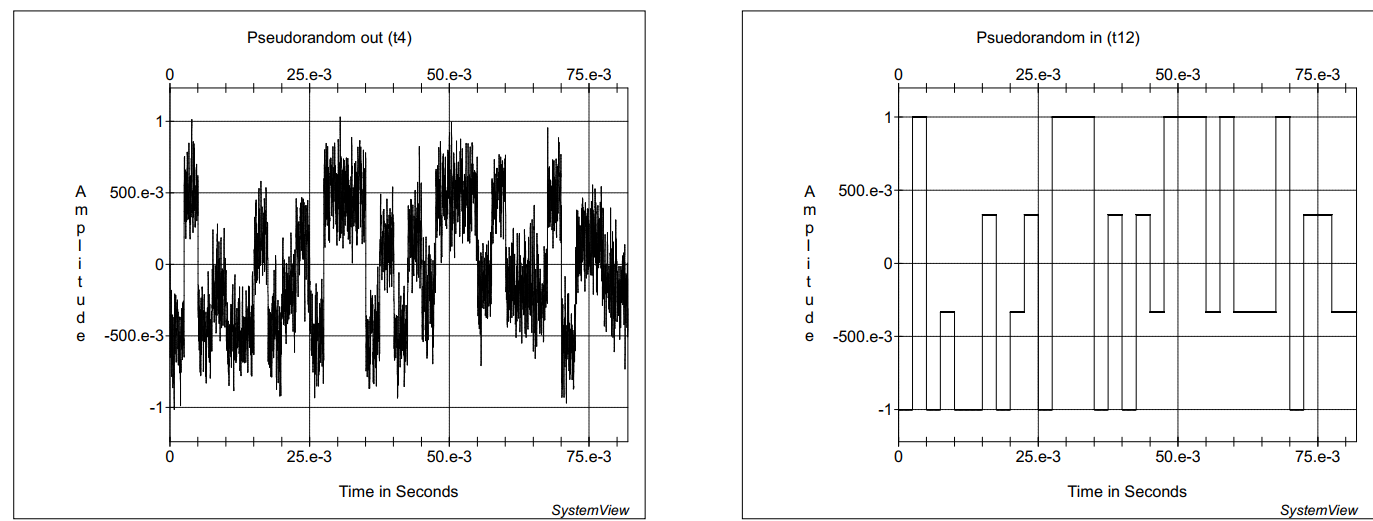 Pseudorandom out (t4)
0 25.e-3 50.e-3 75.e-3
1
500.e-3
0
-500.e-3
-1
Amplitude
0 25.e-3 50.e-3 75.e-3
Time in Seconds
SystemView
Psuedorandom in (t12)
0 25.e-3 50.e-3 75.e-3
1
500.e-3
0
-500.e-3
-1
Amplitude
0 25.e-3 50.e-3 75.e-3
Time in Seconds
SystemView